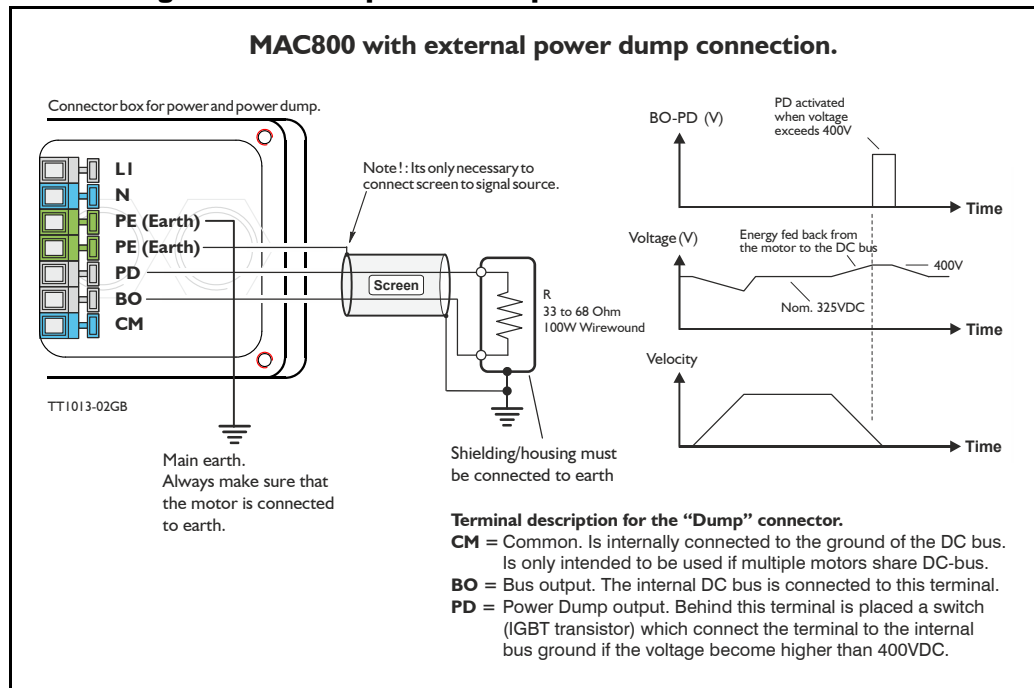 MAC800 with external power dump connection.
Connector box for power and power dump.
L1
N
PE (Earth)
PE (Earth)
PD
BO
CM
TT1013-02GB
Note! : Its only necessary to
connect screen to signal source.
Screen
R
33 to 68 Ohm
100W Wirewound
Main earth.
Always make sure that
the motor is connected
to earth.
Shielding/housing must
be connected to earth
BO-PD (V)
PD activated
when voltage
exceeds 400V
Time
Voltage (V)
Energy fed back from
the motor to the DC bus
400V
Nom. 325VDC
Time
Velocity
Time
Terminal description for the “Dump” connector.
CM = Common. Is internally connected to the ground of the DC bus.
Is only intended to be used if multiple motors share DC-bus.
BO = Bus output. The internal DC bus is connected to this terminal.
PD = Power Dump output. Behind this terminal is placed a switch
(IGBT transistor) which connect the terminal to the internal
bus ground if the voltage become higher than 400VDC.